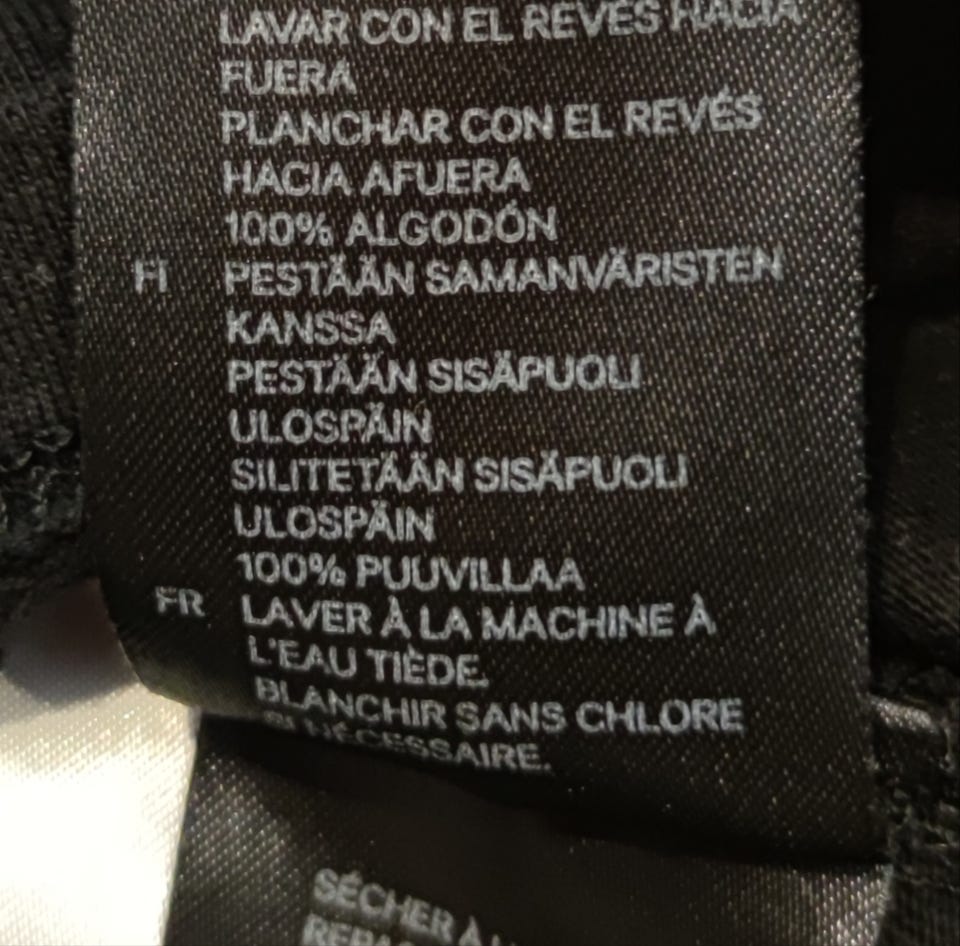 LAVAR CON EL REVÉS HACIA
FUERA
PLANCHAR CON EL REVÉS
HACIA AFUERA
100% ALGODÓN
FI PESTÄÄN SAMANVÄRISTEN
KANSSA
PESTÄÄN SISÄPUOLI
ULOSPÄIN
SILITETÄÄN SISÄPUOLI
ULOSPÄIN
100% PUUVILLAA
FR LAVER À LA MACHINE À
L'EAU TIÈDE.
BLANCHIR SANS CHLORE
SI NÉCESSAIRE.
SÉCHER À